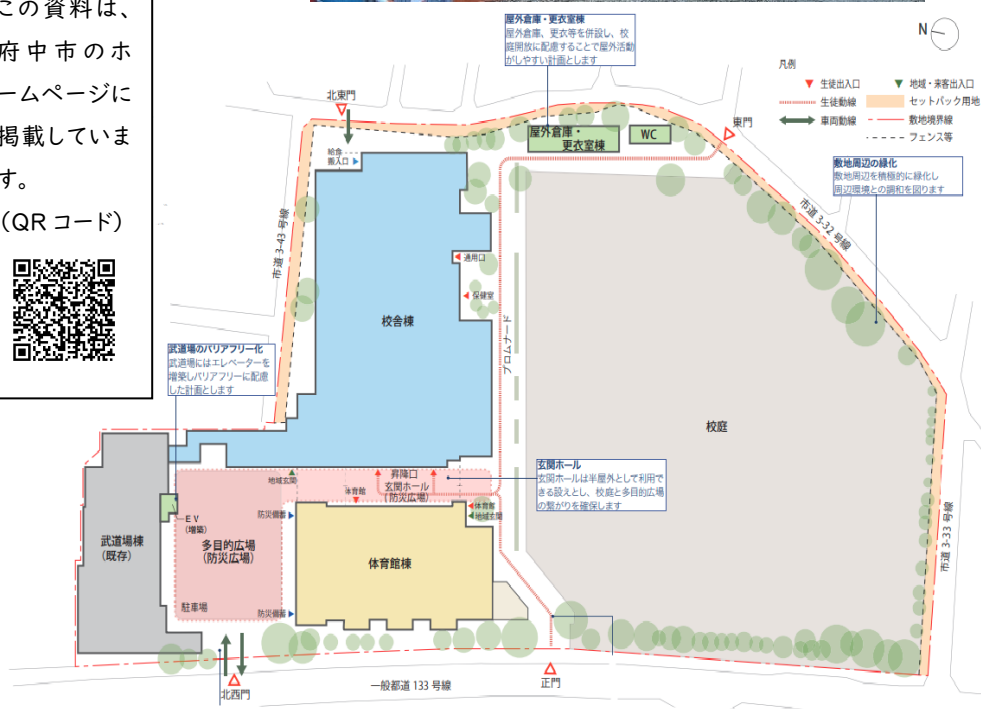 この資料は、
府中市のホ
ームページに
掲載していま
す。
(QRコード)
屋外倉庫・更衣室棟
屋外倉庫、更衣等を併設し、校
庭開放に配慮することで屋外活動
がしやすい計画とします
N
凡例
生徒出入口
地域・来客出入口
生徒動線
セットバック用地
車両動線
敷地境界線
フェンス等
北東門
給食
搬入口
屋外倉庫・
更衣室棟
WC
東門
敷地周辺の緑化
敷地周辺を積極的に緑化し
周辺環境との調和を図ります
市道3-43号線
市道3-32号線
通用口
保健室
校舎棟
プロムナード
武道場のバリアフリー化
武道場にはエレベーターを
増築しバリアフリーに配慮
した計画とします
校庭
地域玄関
昇降口
玄関ホール
(防災広場)
体育館
玄関ホール
玄関ホールは半屋外として利用で
きる設えとし、校庭と多目的広場
の繋がりを確保します
体育館
地域玄関
防災備蓄
EV
(増築)
武道場棟
(既存)
多目的広場
(防災広場)
体育館棟
市道3-33号線
駐車場
防災備蓄
北西門
一般都道133号線
正門